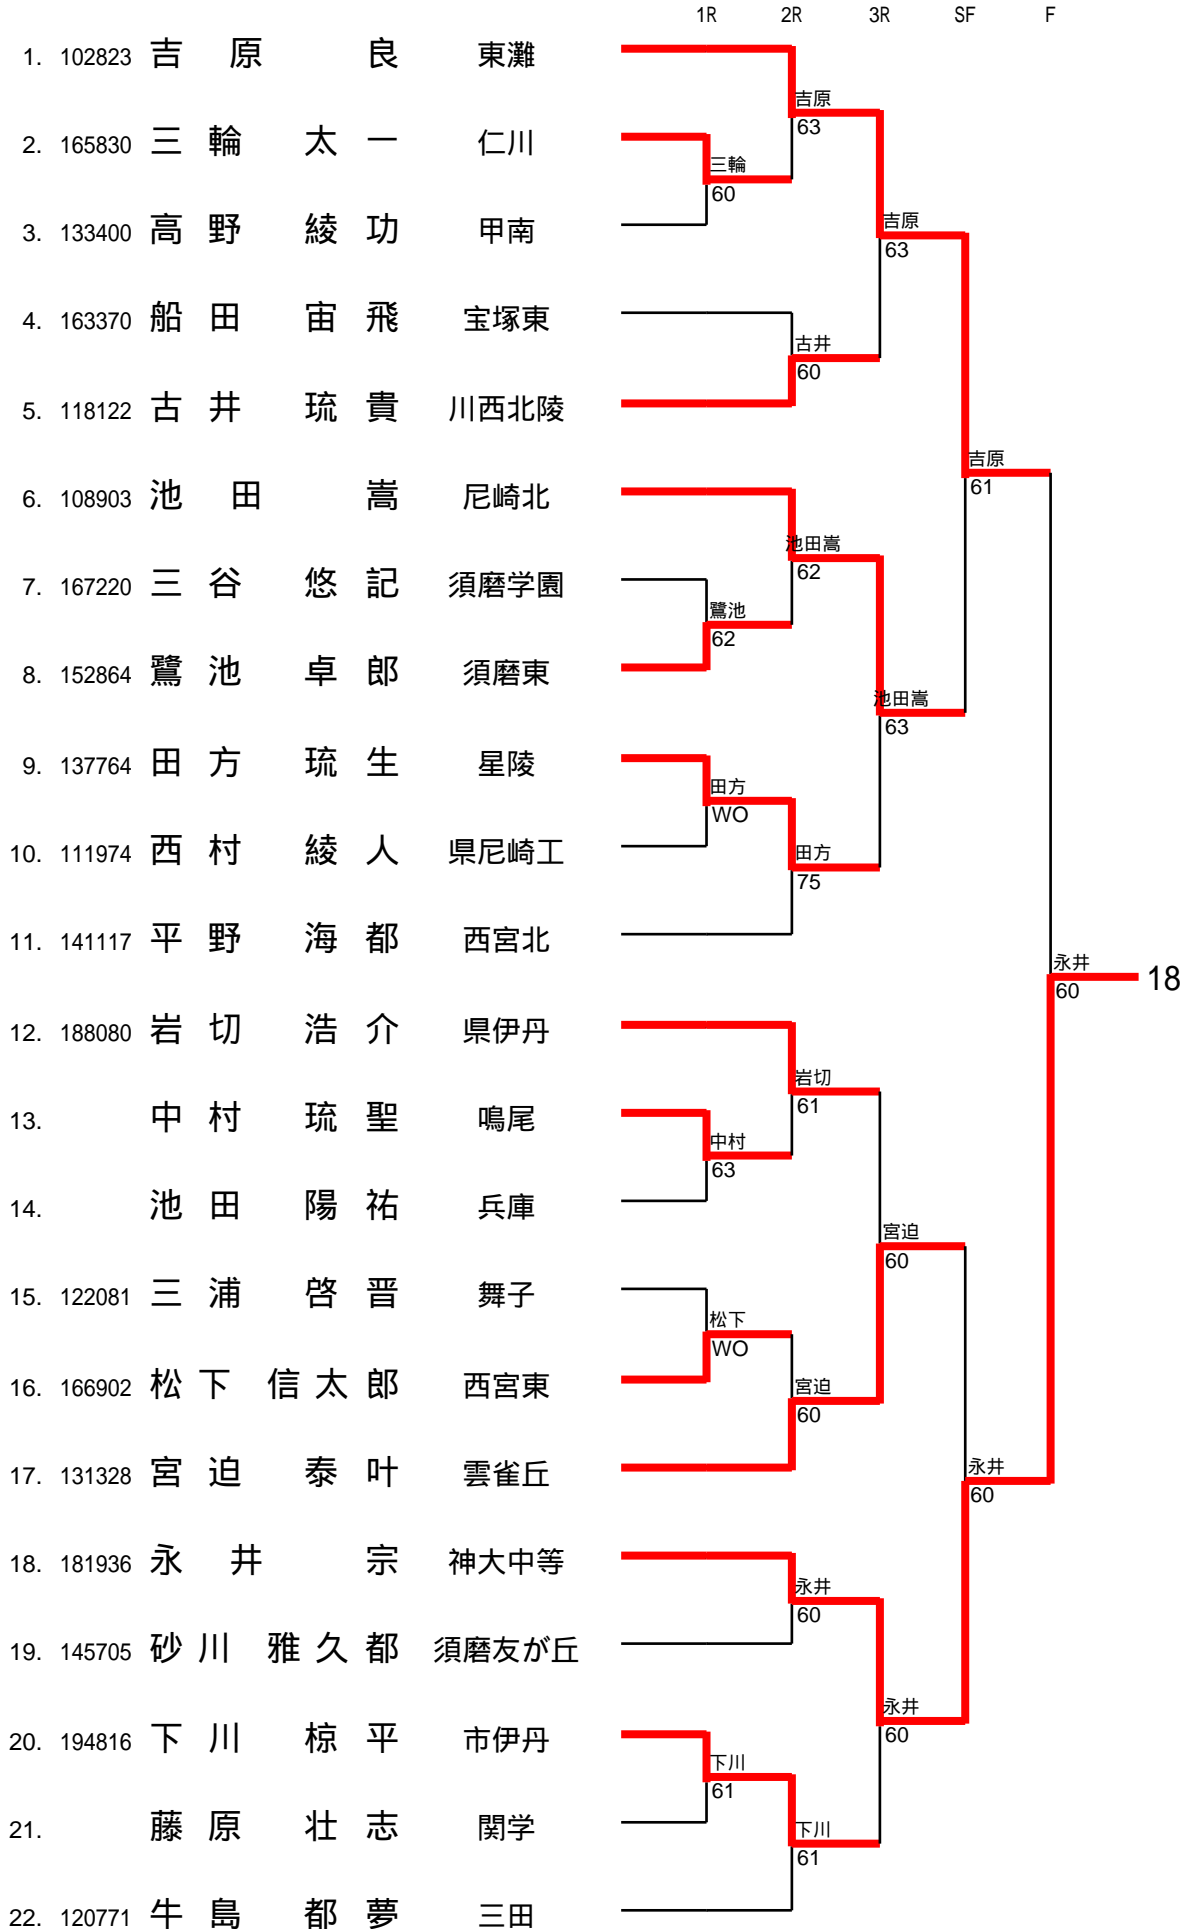 1R 2R 3R SF F
1. 102823 吉原 良 東灘
吉原
63
2. 165830 三輪 太一 仁川
三輪
60
3. 133400 高野 綾功 甲南
吉原
63
4. 163370 船田 宙飛 宝塚東
古井
60
5. 118122 古井 琉貴 川西北陵
吉原
61
6. 108903 池田 嵩 尼崎北
池田嵩
62
7. 167220 三谷 悠記 須磨学園
鷺池
62
8. 152864 鷺池 卓郎 須磨東
池田嵩
63
9. 137764 田方 琉生 星陵
田方
WO
10. 111974 西村 綾人 県尼崎工
田方
75
11. 141117 平野 海都 西宮北
永井
60
18
12. 188080 岩切 浩介 県伊丹
岩切
61
13. 中村 琉聖 鳴尾
中村
63
14. 池田 陽祐 兵庫
宮迫
60
15. 122081 三浦 啓晋 舞子
松下
WO
16. 166902 松下 信太郎 西宮東
宮迫
60
17. 131328 宮迫 泰叶 雲雀丘
永井
60
18. 181936 永井 宗 神大中等
永井
60
19. 145705 砂川 雅久都 須磨友が丘
永井
60
20. 194816 下川 椋平 市伊丹
下川
61
21. 藤原 壮志 関学
下川
61
22. 120771 牛島 都夢 三田